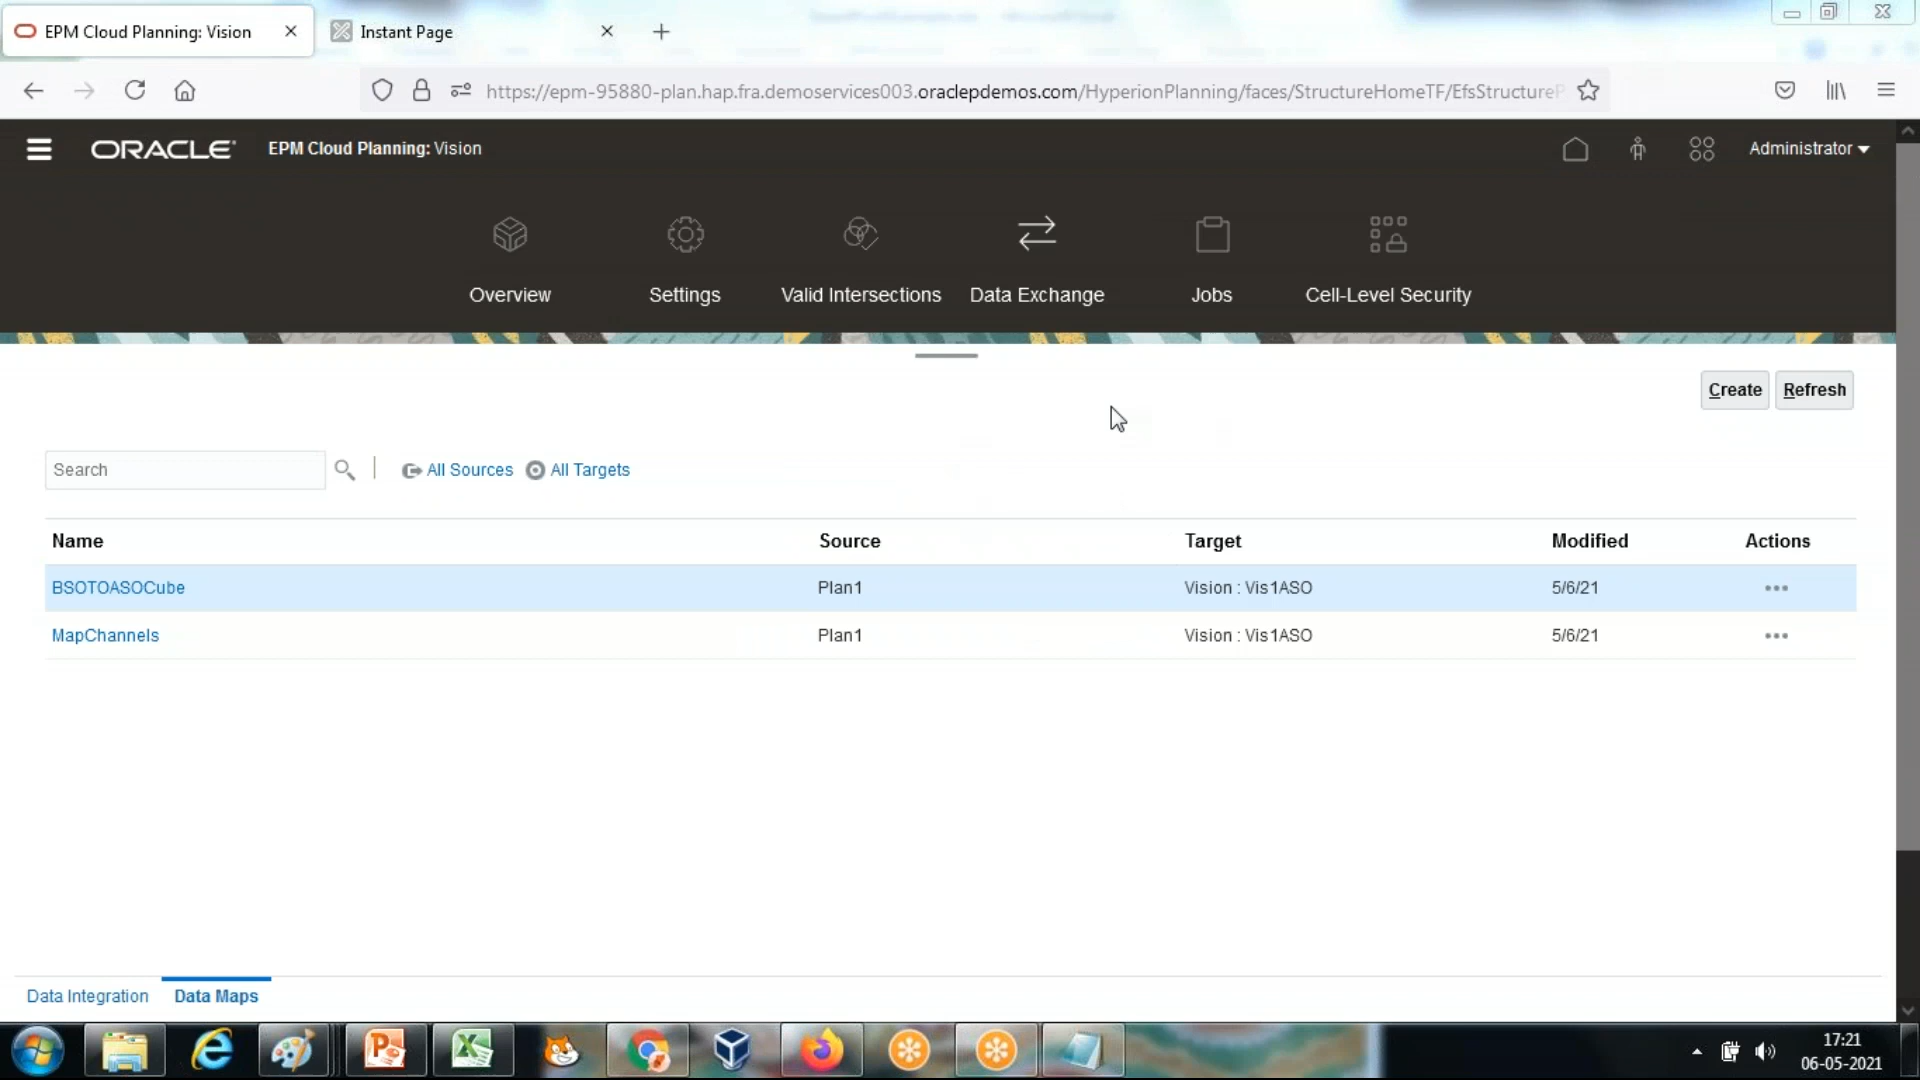 EPM Cloud Planning: Vision
Instant Page
https://epm-95880-plan.hap.fra.demoservices003.oraclepdemos.com/HyperionPlanning/faces/StructureHomeTF/EfsStructureP
ORACLE EPM Cloud Planning: Vision Administrator
Overview Settings Valid Intersections Data Exchange Jobs Cell-Level Security
Create Refresh
Search All Sources All Targets
Name Source Target Modified Actions
BSOTOASOCube Plan1 Vision : Vis1ASO 5/6/21
MapChannels Plan1 Vision : Vis1ASO 5/6/21
Data Integration Data Maps
17:21
06-05-2021